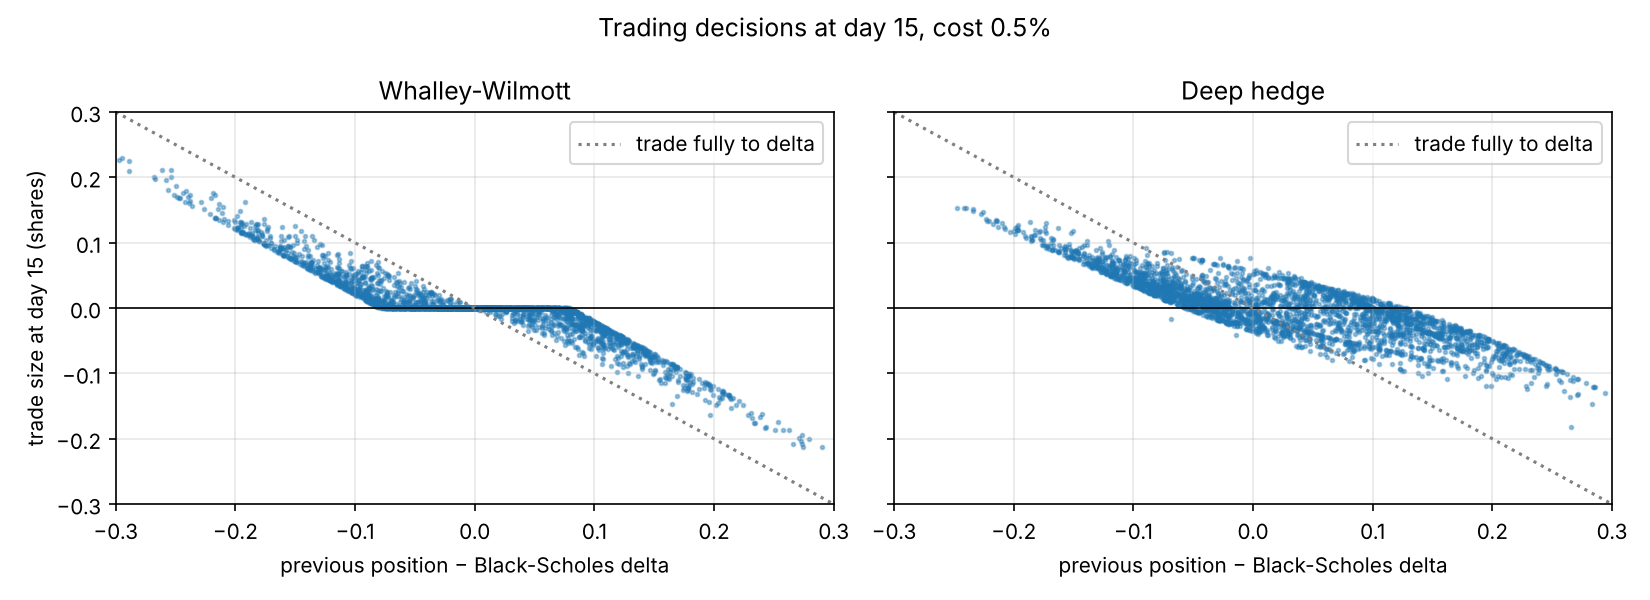 Trading decisions at day 15, cost 0.5%
Whalley-Wilmott
trade fully to delta
trade size at day 15 (shares)
0.3
0.2
0.1
0.0
−0.1
−0.2
−0.3
−0.3 −0.2 −0.1 0.0 0.1 0.2 0.3
previous position − Black-Scholes delta
Deep hedge
trade fully to delta
−0.3 −0.2 −0.1 0.0 0.1 0.2 0.3
previous position − Black-Scholes delta